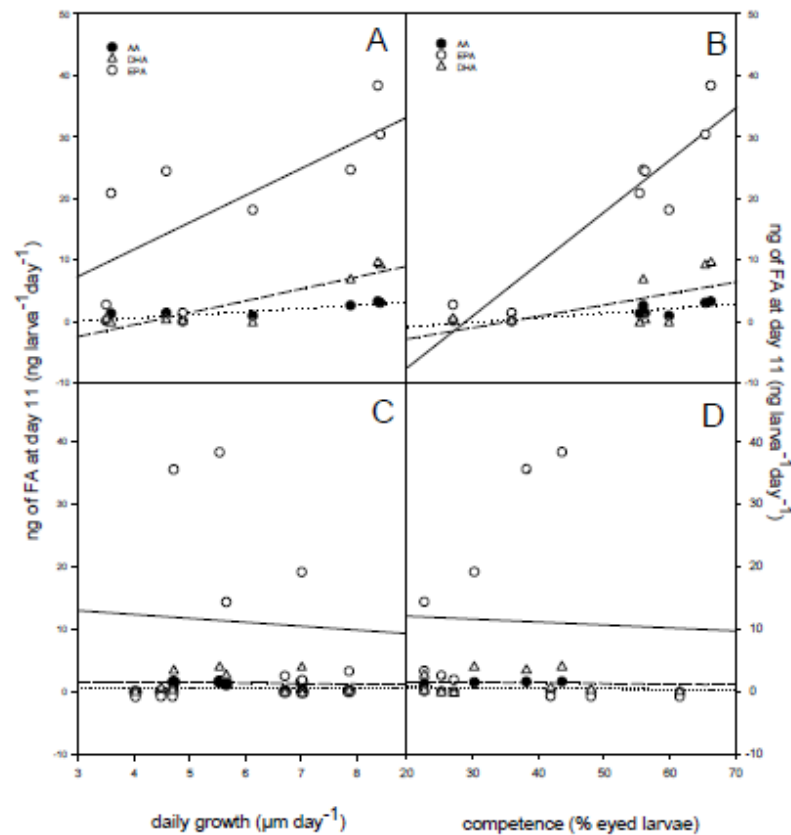 A
AA
DHA
EPA
B
AA
EPA
DHA
50
40
30
20
10
0
-10
50
40
30
20
10
0
-10
C
D
40
30
20
10
0
-10
40
30
20
10
0
-10
ng of FA at day 11 (ng larva⁻¹day⁻¹)
ng of FA at day 11 (ng larva⁻¹day⁻¹)
3 4 5 6 7 8 20 30 40 50 60 70
daily growth (µm day⁻¹)
competence (% eyed larvae)